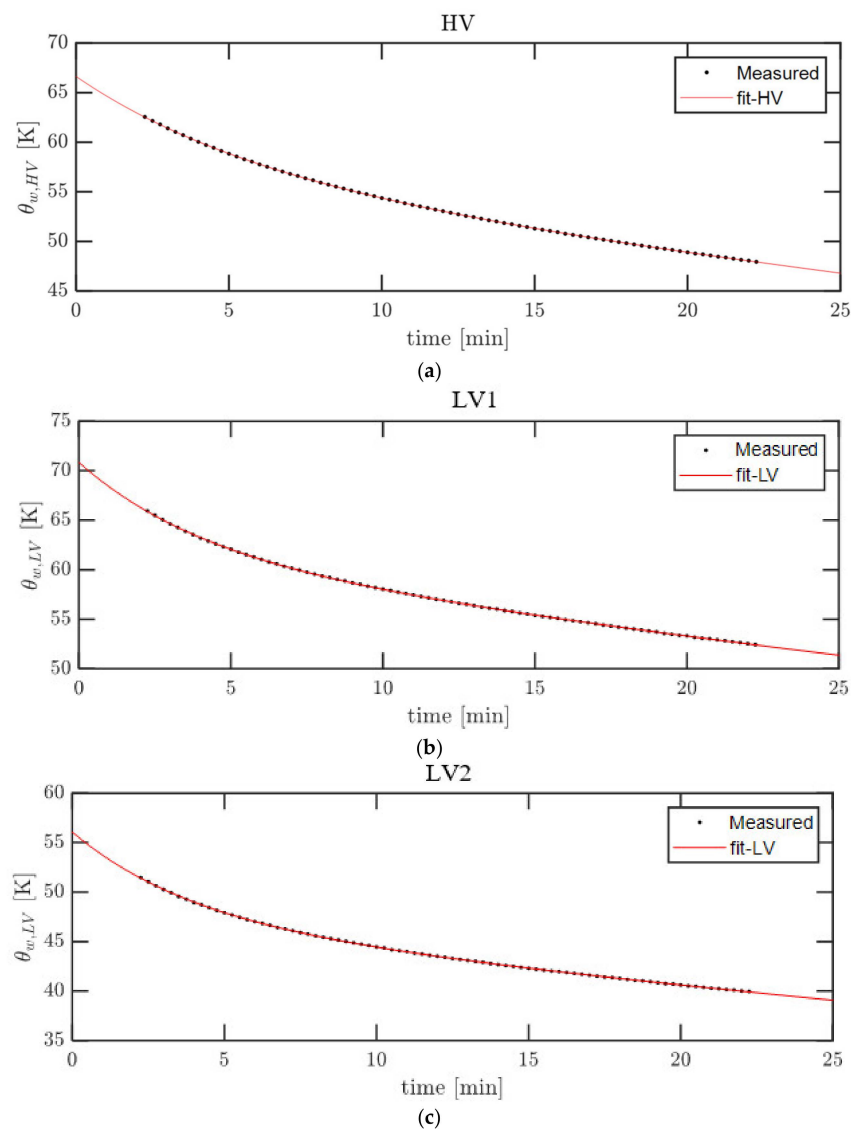 HV
70
65
60
55
50
45
θw,HV [K]
Measured
fit-HV
0 5 10 15 20 25
time [min]
(a)
LV1
75
70
65
60
55
50
θw,LV [K]
Measured
fit-LV
0 5 10 15 20 25
time [min]
(b)
LV2
60
55
50
45
40
35
θw,LV [K]
Measured
fit-LV
0 5 10 15 20 25
time [min]
(c)